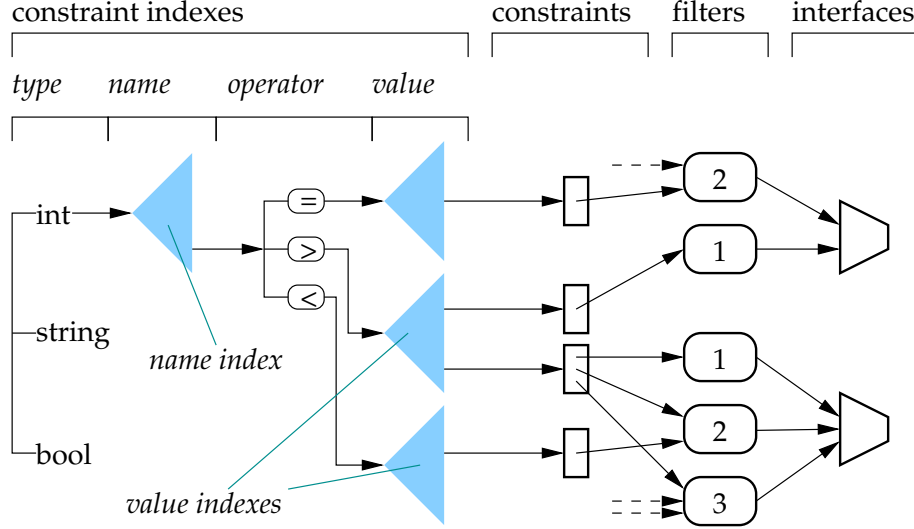 constraint indexes constraints filters interfaces
type name operator value
2
=
int
>
1
<
string
name index
1
2
bool
value indexes
3